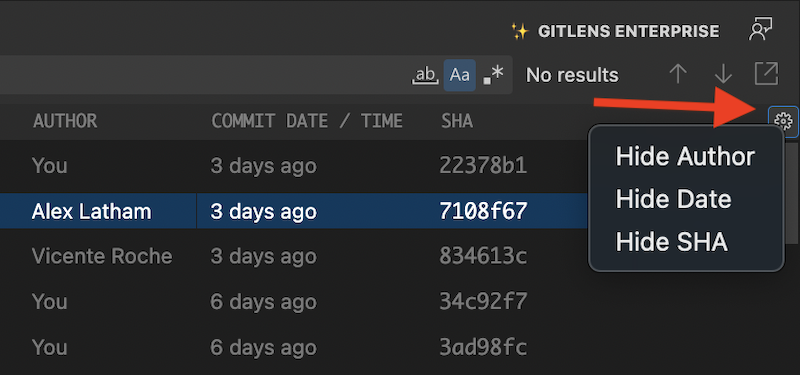 GITLENS ENTERPRISE
ab Aa .* No results
AUTHOR COMMIT DATE / TIME SHA
You 3 days ago 22378b1
Hide Author
Alex Latham 3 days ago 7108f67
Hide Date
Vicente Roche 3 days ago 834613c
Hide SHA
You 6 days ago 34c92f7
You 6 days ago 3ad98fc